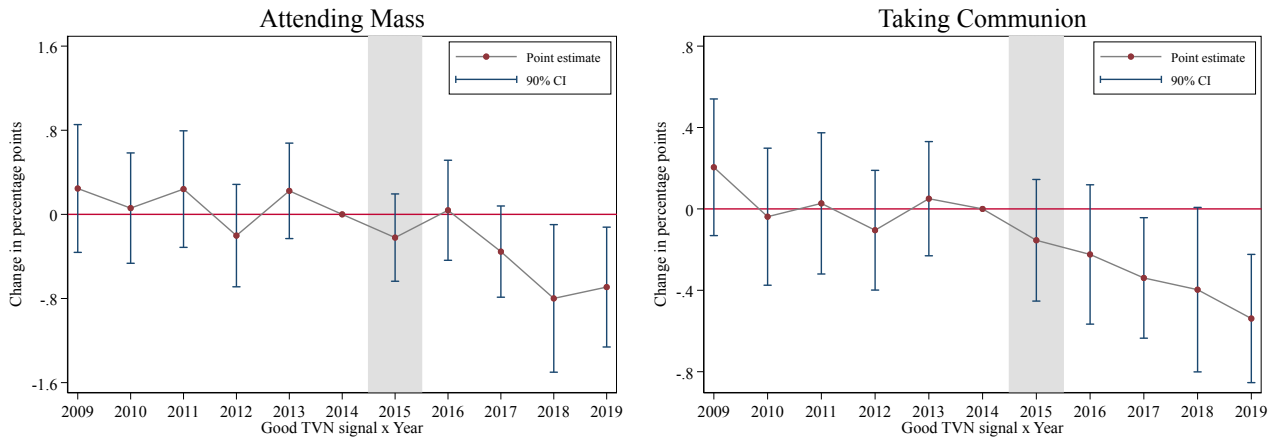 Attending Mass
Change in percentage points
1.6
.8
0
-.8
-1.6
Point estimate
90% CI
2009 2010 2011 2012 2013 2014 2015 2016 2017 2018 2019
Good TVN signal x Year
Taking Communion
Change in percentage points
.8
.4
0
-.4
-.8
Point estimate
90% CI
2009 2010 2011 2012 2013 2014 2015 2016 2017 2018 2019
Good TVN signal x Year